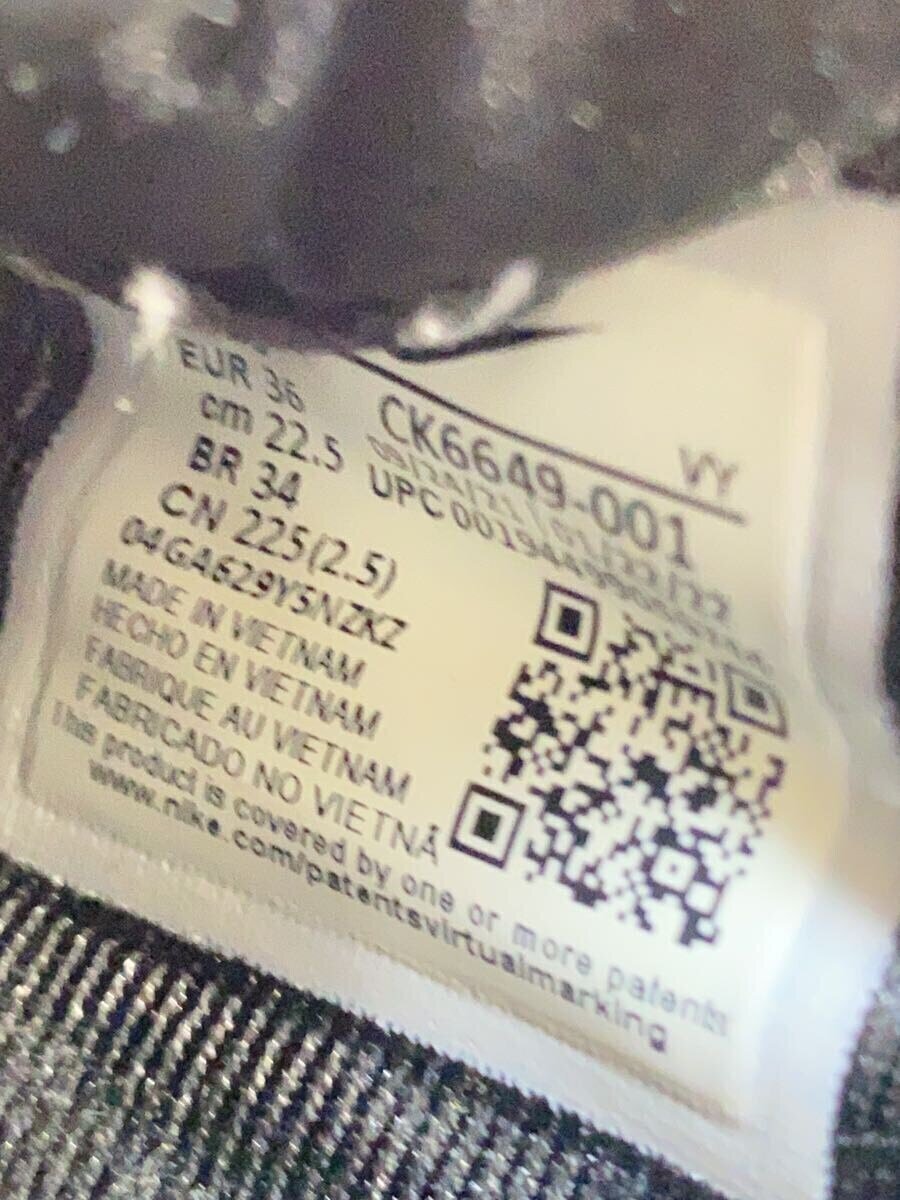 EUR 36
cm 22.5
BR 34
CN 225(2.5)
04GA629Y5NZKZ
MADE IN VIETNAM
HECHO EN VIETNAM
FABRIQUE AU VIETNAM
FABRICADO NO VIETNÃ
This product is covered by one or more patents
www.nike.com/patentsvirtualmarking
VY
CK6649-001
UPC